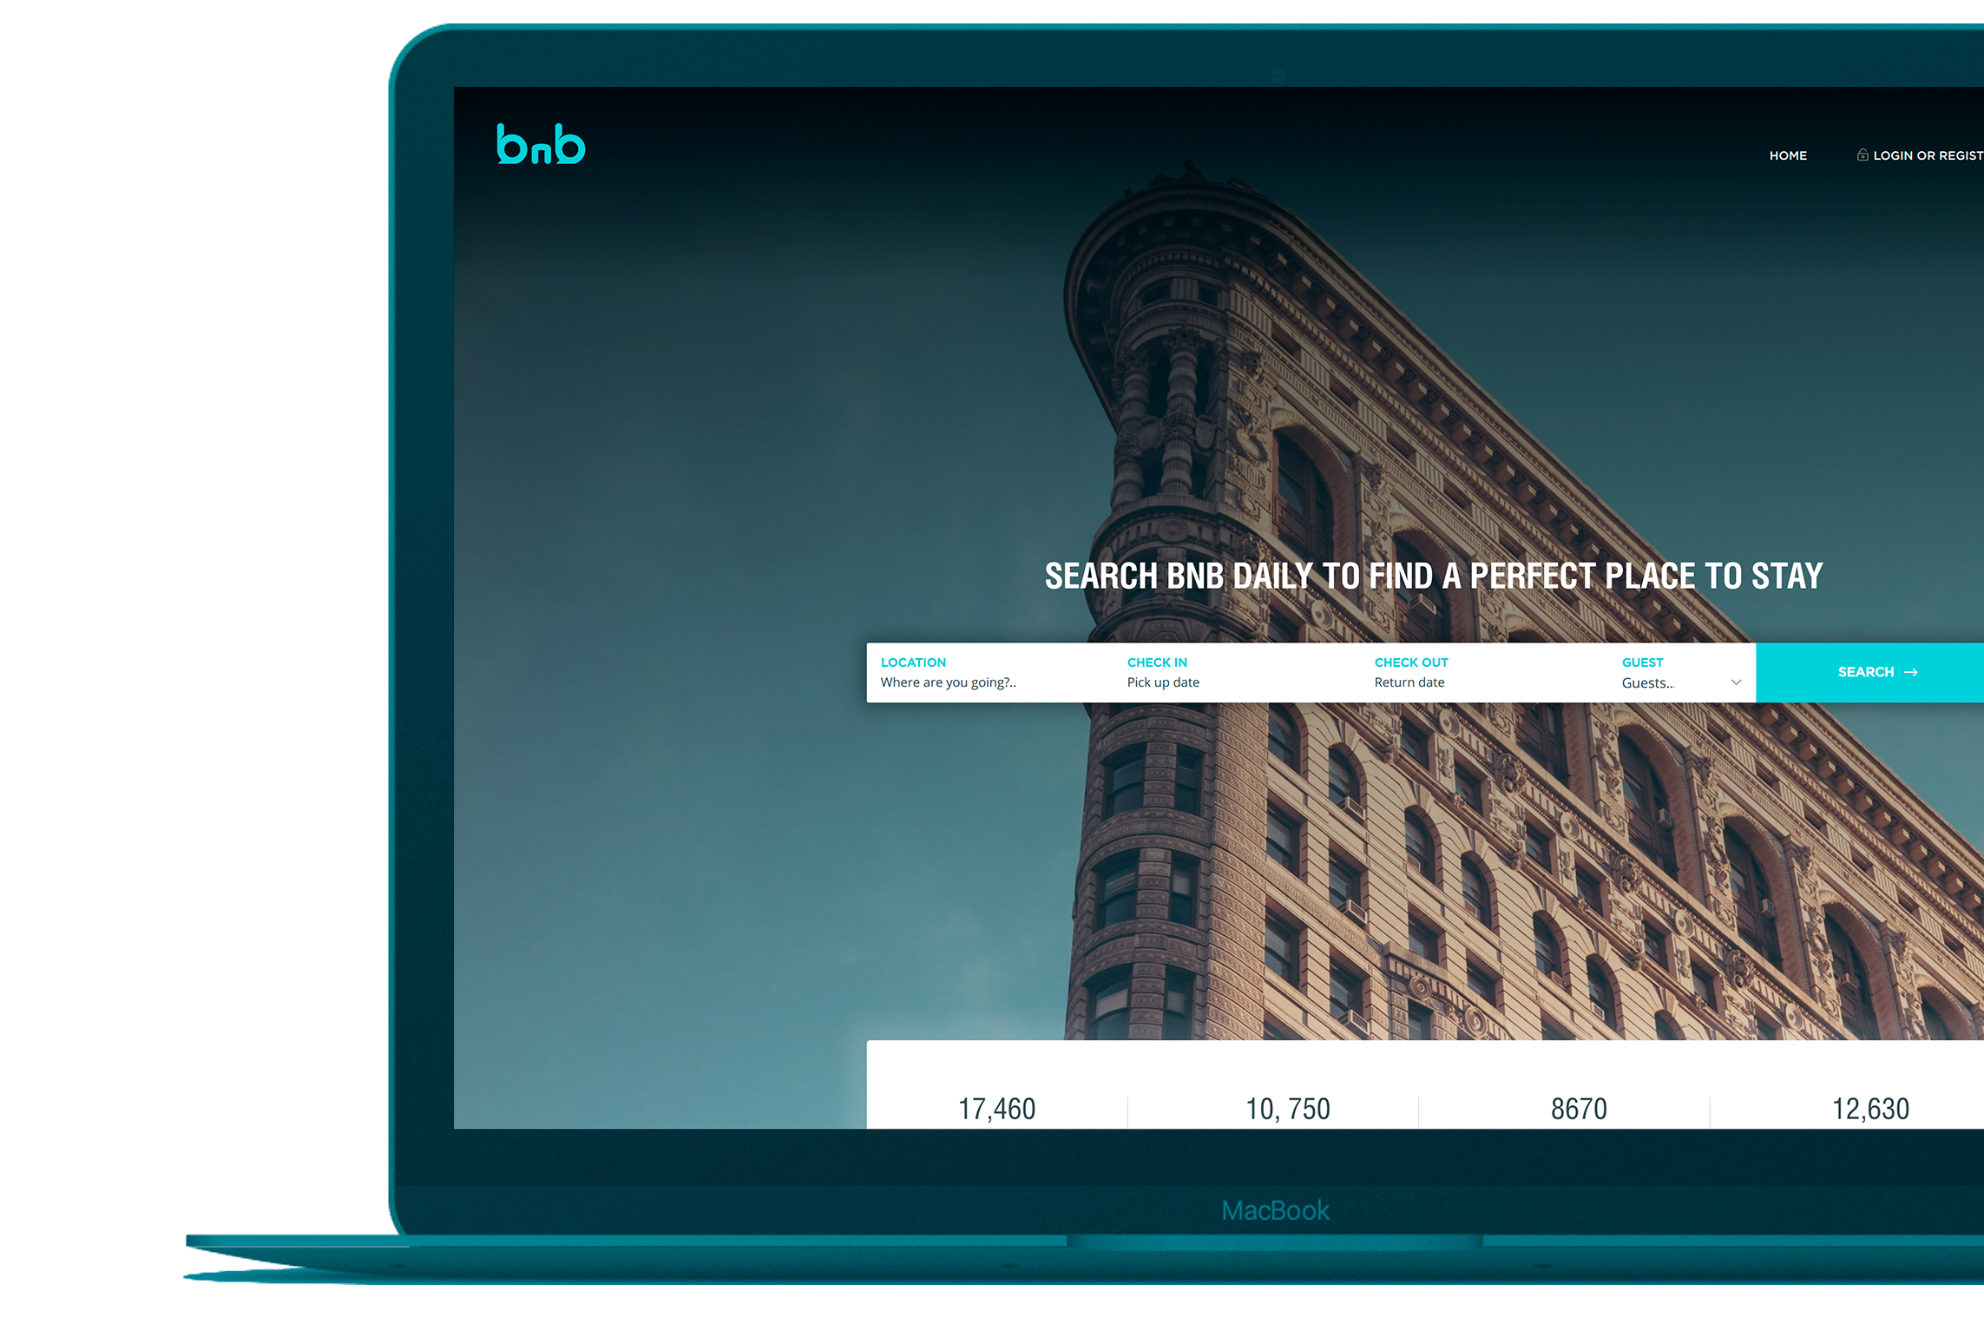 bnb
HOME LOGIN OR REGIST
SEARCH BNB DAILY TO FIND A PERFECT PLACE TO STAY
LOCATION CHECK IN CHECK OUT GUEST
Where are you going?.. Pick up date Return date Guests..
SEARCH →
17,460 10, 750 8670 12,630
MacBook